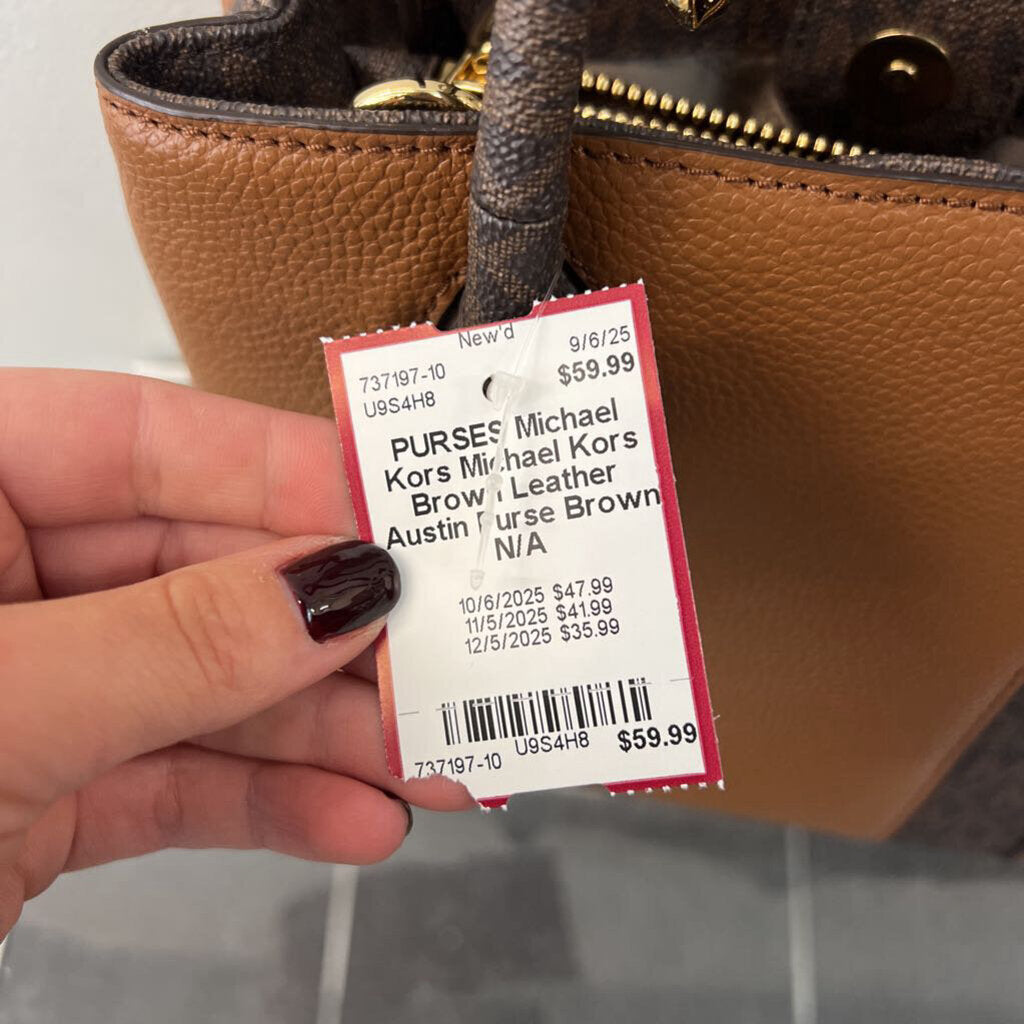 New'd
737197-10 9/6/25
U9S4H8 $59.99
PURSES Michael
Kors Michael Kors
Brown Leather
Austin Purse Brown
N/A
10/6/2025 $47.99
11/5/2025 $41.99
12/5/2025 $35.99
737197-10 U9S4H8 $59.99